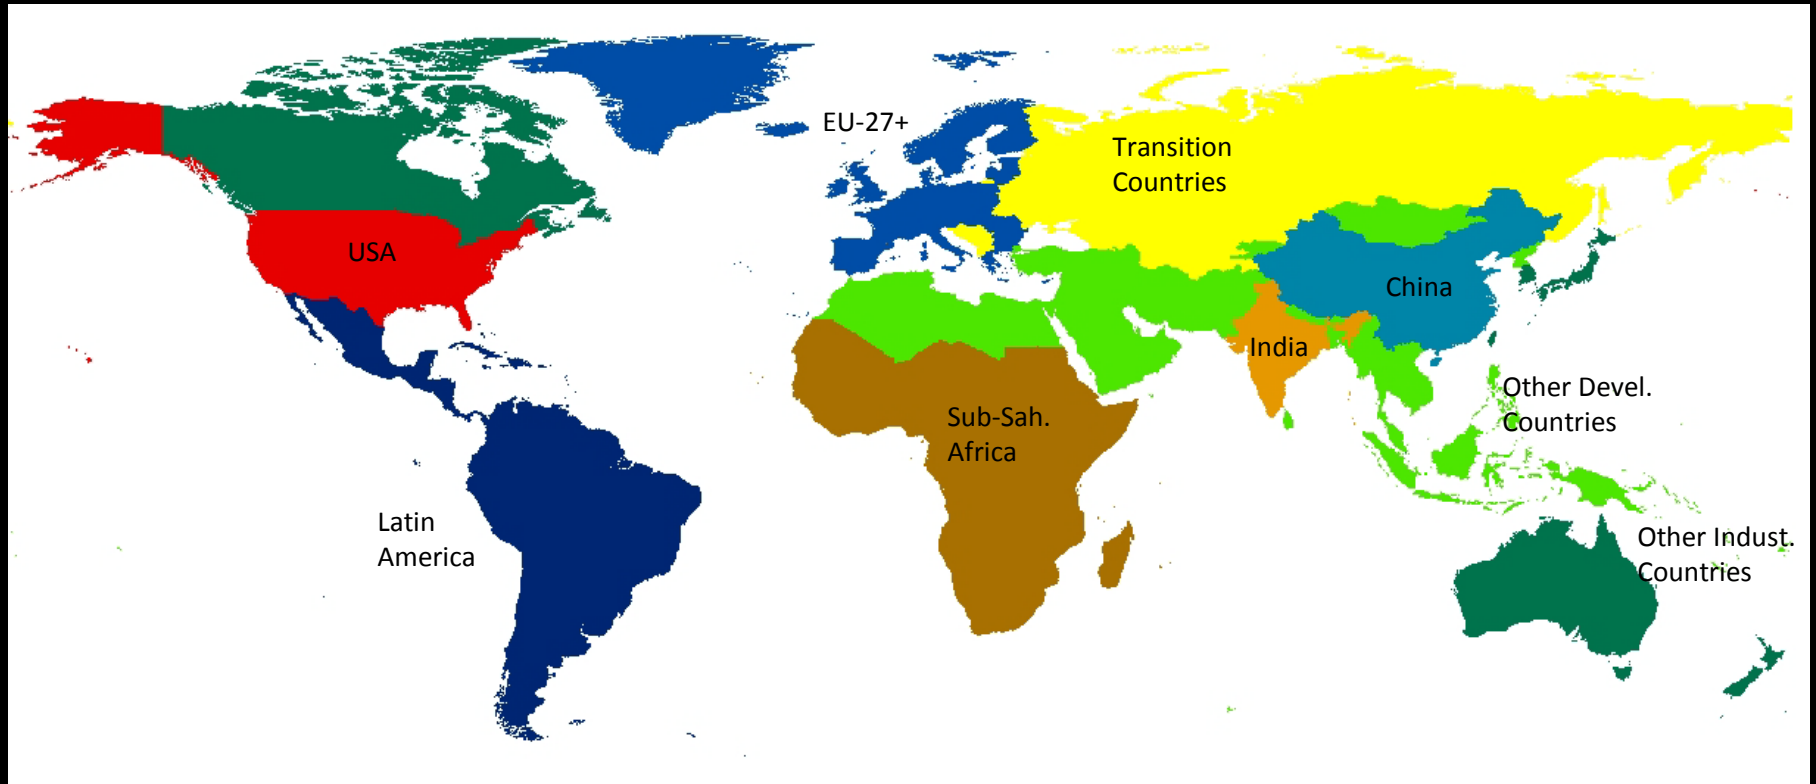 EU-27+
Transition
Countries
USA
China
India
Other Devel.
Countries
Sub-Sah.
Africa
Latin
America
Other Indust.
Countries